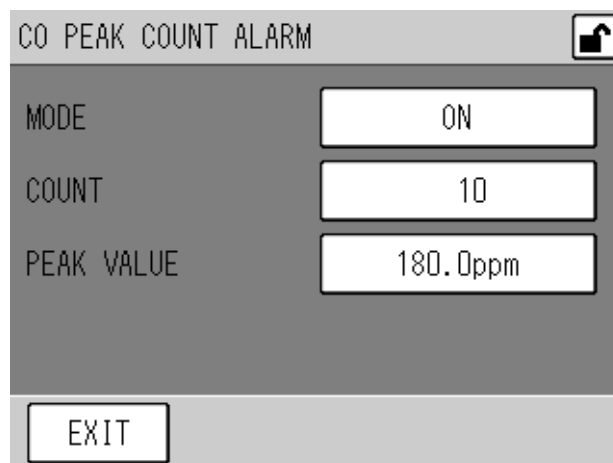 CO PEAK COUNT ALARM
MODE ON
COUNT 10
PEAK VALUE 180.0ppm
EXIT